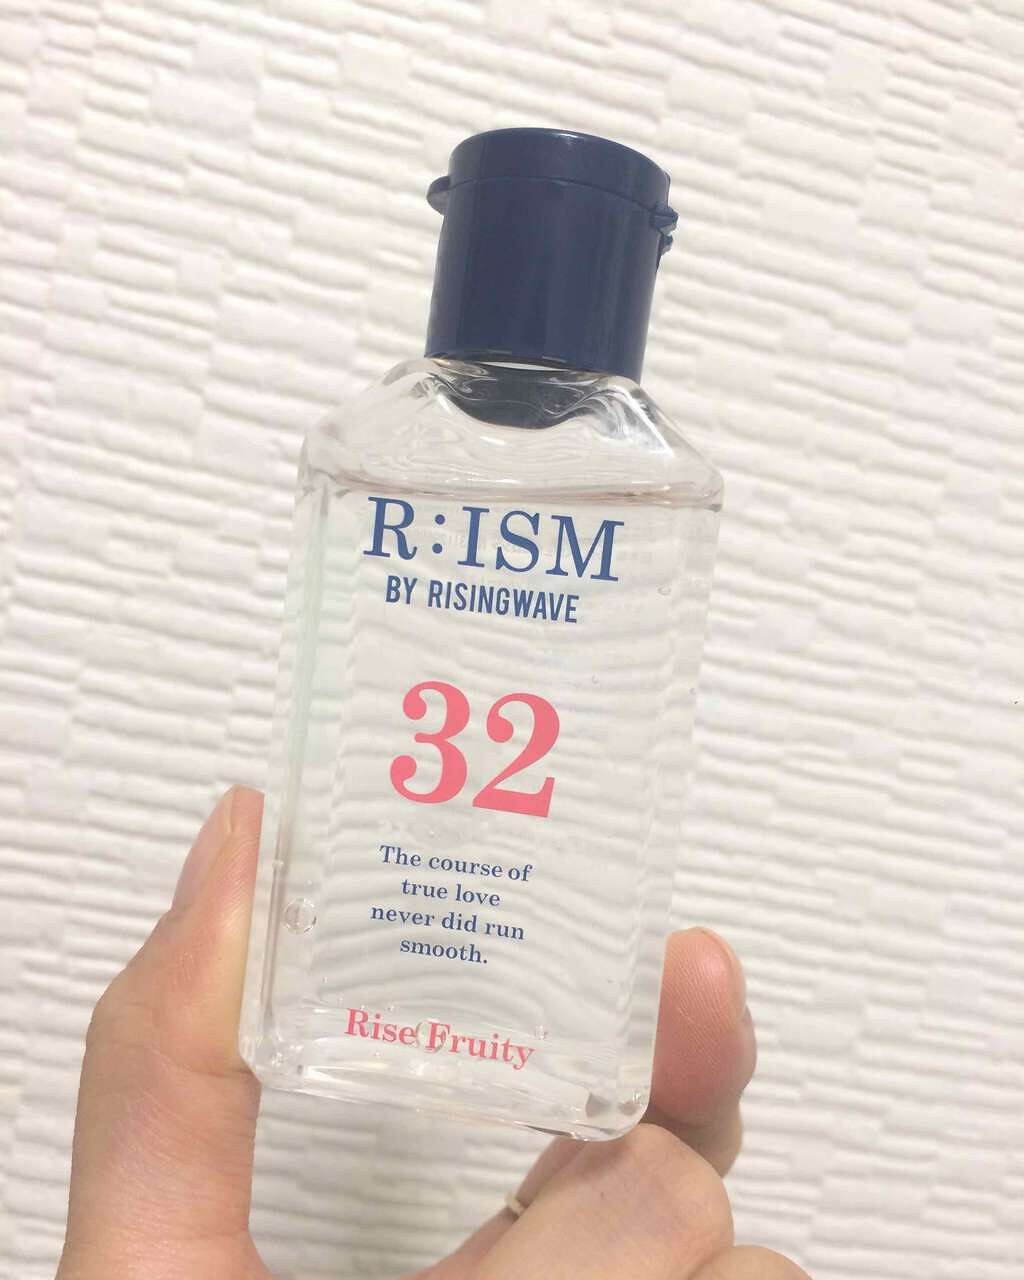 R:ISM
BY RISINGWAVE
32
The course of
true love
never did run
smooth.
Rise Fruity